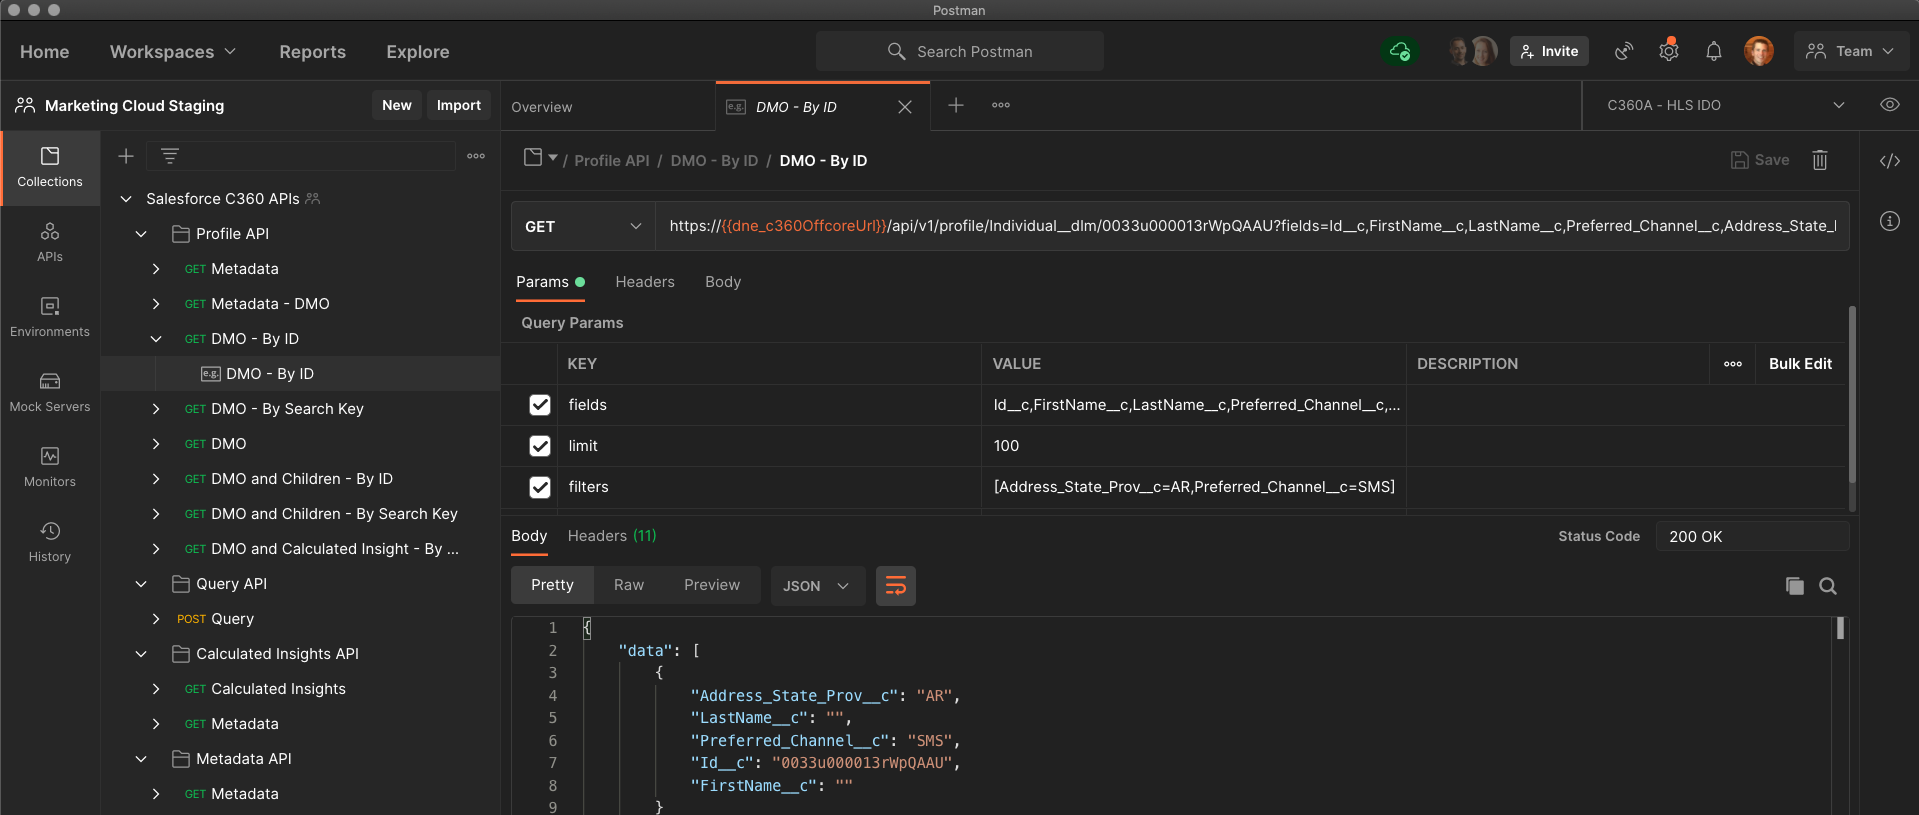 Postman
Home Workspaces Reports Explore Search Postman Invite Team
Marketing Cloud Staging New Import Overview e.g. DMO - By ID C360A - HLS IDO
Collections
APIs
Environments
Mock Servers
Monitors
History
Salesforce C360 APIs
Profile API
GET Metadata
GET Metadata - DMO
GET DMO - By ID
e.g. DMO - By ID
GET DMO - By Search Key
GET DMO
GET DMO and Children - By ID
GET DMO and Children - By Search Key
GET DMO and Calculated Insight - By ...
Query API
POST Query
Calculated Insights API
GET Calculated Insights
GET Metadata
Metadata API
GET Metadata
/ Profile API / DMO - By ID / DMO - By ID Save
GET https://{{dne_c360OffcoreUrl}}/api/v1/profile/Individual__dlm/0033u000013rWpQAAU?fields=Id__c,FirstName__c,LastName__c,Preferred_Channel__c,Address_State_
Params Headers Body
Query Params
KEY VALUE DESCRIPTION Bulk Edit
fields Id__c,FirstName__c,LastName__c,Preferred_Channel__c,...
limit 100
filters [Address_State_Prov__c=AR,Preferred_Channel__c=SMS]
Body Headers (11) Status Code 200 OK
Pretty Raw Preview JSON
1 {
2 "data": [
3 {
4 "Address_State_Prov__c": "AR",
5 "LastName__c": "",
6 "Preferred_Channel__c": "SMS",
7 "Id__c": "0033u000013rWpQAAU",
8 "FirstName__c": ""
9 }